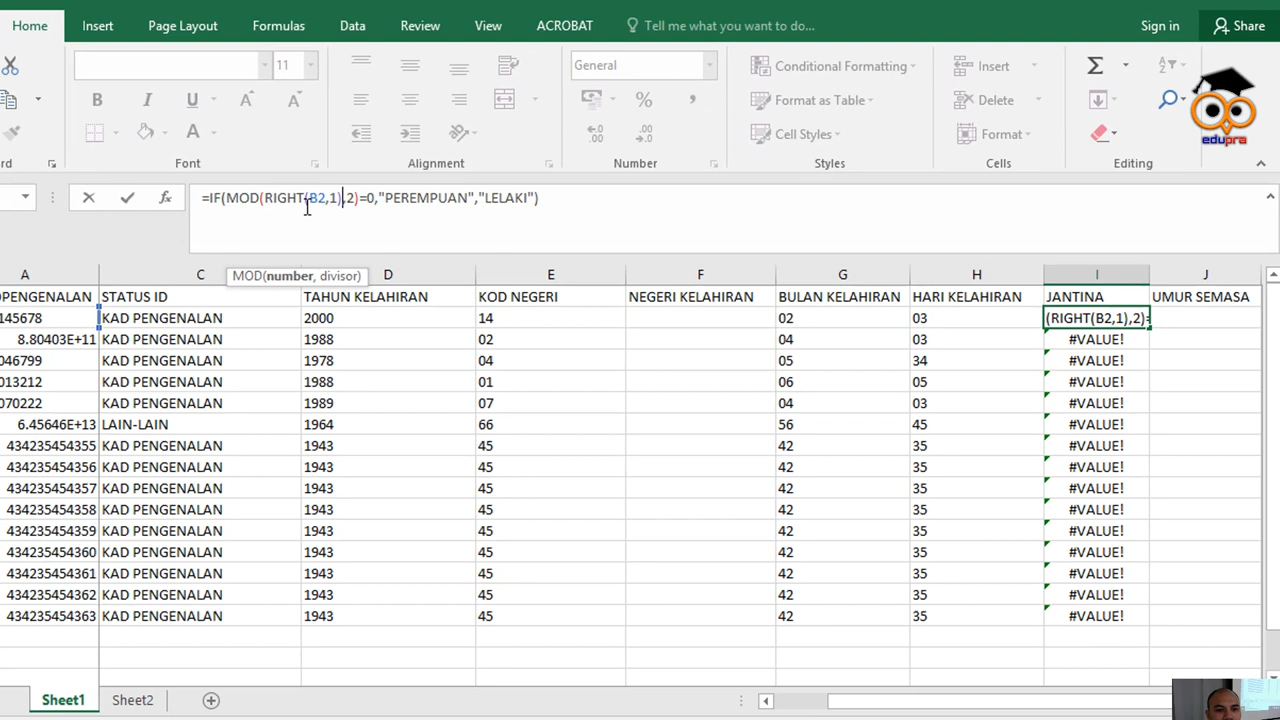 Home Insert Page Layout Formulas Data Review View ACROBAT Tell me what you want to do... Sign in Share
11 General Conditional Formatting Insert
B I U A A % , Format as Table Delete
A Cell Styles Format
edupra
rd Font Alignment Number Styles Cells Editing
fx =IF(MOD(RIGHT(B2,1),2)=0,"PEREMPUAN","LELAKI")
MOD(number, divisor)
A C D E F G H I J
PENGENALAN STATUS ID TAHUN KELAHIRAN KOD NEGERI NEGERI KELAHIRAN BULAN KELAHIRAN HARI KELAHIRAN JANTINA UMUR SEMASA
145678 KAD PENGENALAN 2000 14 02 03 (RIGHT(B2,1),2)=
8.80403E+11 KAD PENGENALAN 1988 02 04 03 #VALUE!
046799 KAD PENGENALAN 1978 04 05 34 #VALUE!
013212 KAD PENGENALAN 1988 01 06 05 #VALUE!
070222 KAD PENGENALAN 1989 07 04 03 #VALUE!
6.45646E+13 LAIN-LAIN 1964 66 56 45 #VALUE!
434235454355 KAD PENGENALAN 1943 45 42 35 #VALUE!
434235454356 KAD PENGENALAN 1943 45 42 35 #VALUE!
434235454357 KAD PENGENALAN 1943 45 42 35 #VALUE!
434235454358 KAD PENGENALAN 1943 45 42 35 #VALUE!
434235454359 KAD PENGENALAN 1943 45 42 35 #VALUE!
434235454360 KAD PENGENALAN 1943 45 42 35 #VALUE!
434235454361 KAD PENGENALAN 1943 45 42 35 #VALUE!
434235454362 KAD PENGENALAN 1943 45 42 35 #VALUE!
434235454363 KAD PENGENALAN 1943 45 42 35 #VALUE!
Sheet1 Sheet2